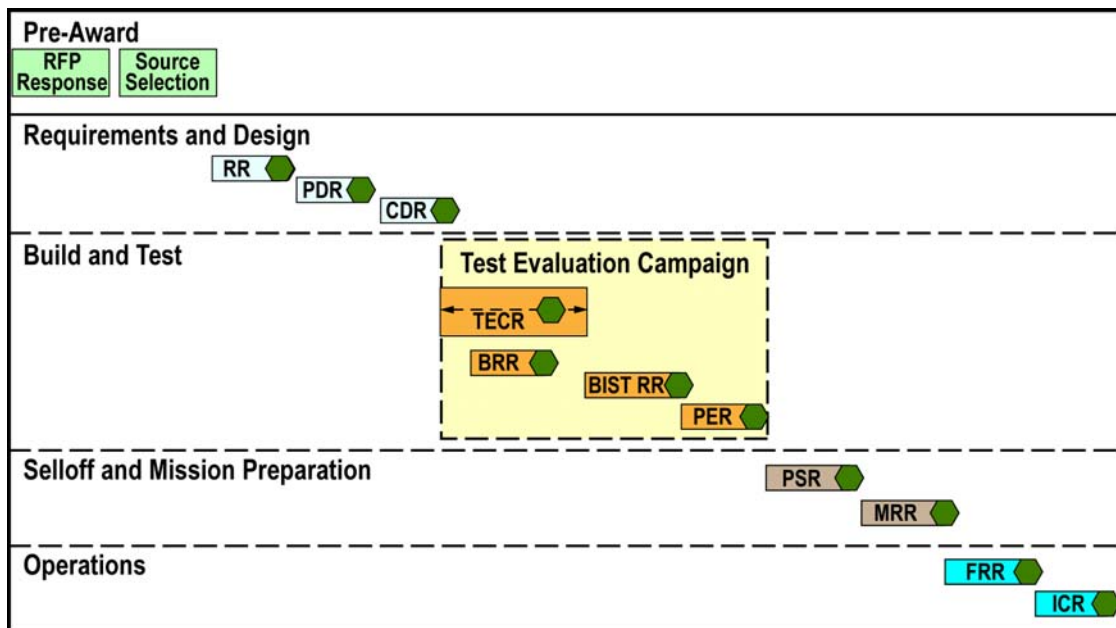 Pre-Award
RFP
Response
Source
Selection
Requirements and Design
RR
PDR
CDR
Build and Test
Test Evaluation Campaign
TECR
BRR
BIST RR
PER
Selloff and Mission Preparation
PSR
MRR
Operations
FRR
ICR